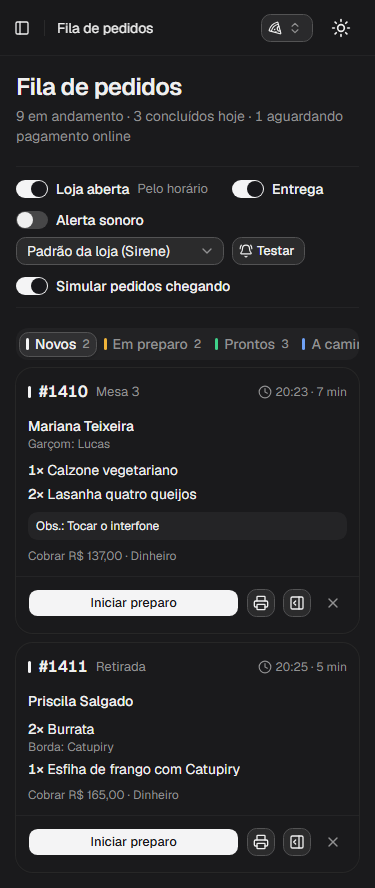 Fila de pedidos
Fila de pedidos
9 em andamento · 3 concluídos hoje · 1 aguardando
pagamento online
Loja aberta Pelo horário Entrega
Alerta sonoro
Padrão da loja (Sirene) Testar
Simular pedidos chegando
Novos 2 Em preparo 2 Prontos 3 A camin
#1410 Mesa 3 20:23 · 7 min
Mariana Teixeira
Garçom: Lucas
1× Calzone vegetariano
2× Lasanha quatro queijos
Obs.: Tocar o interfone
Cobrar R$ 137,00 · Dinheiro
Iniciar preparo
#1411 Retirada 20:25 · 5 min
Priscila Salgado
2× Burrata
Borda: Catupiry
1× Esfiha de frango com Catupiry
Cobrar R$ 165,00 · Dinheiro
Iniciar preparo